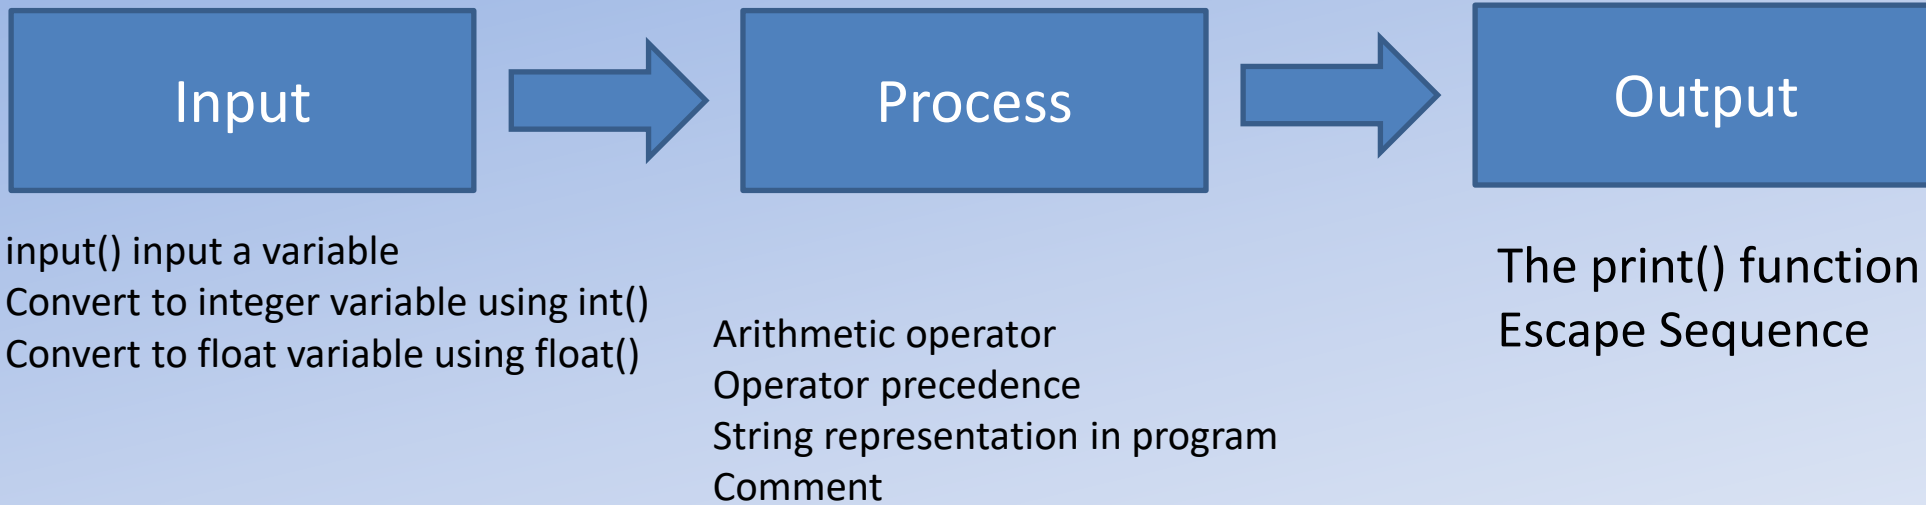 Input
Process
Output
input() input a variable
Convert to integer variable using int()
Convert to float variable using float()
Arithmetic operator
Operator precedence
String representation in program
Comment
The print() function
Escape Sequence